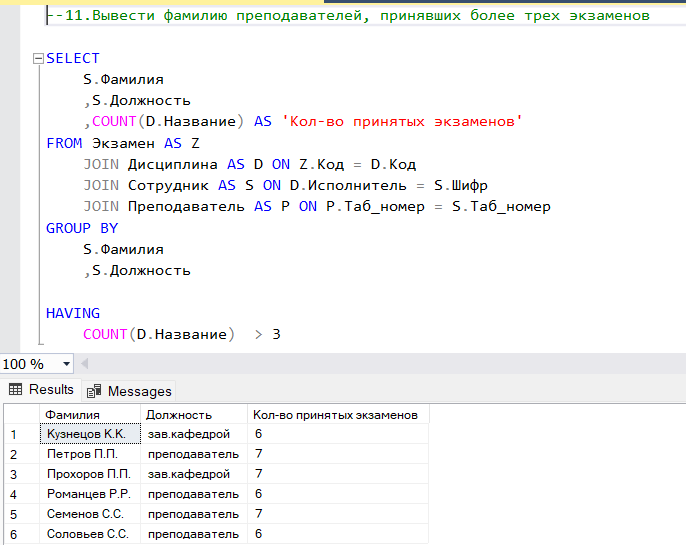 --11.Вывести фамилию преподавателей, принявших более трех экзаменов
SELECT
S.Фамилия
,S.Должность
,COUNT(D.Название) AS 'Кол-во принятых экзаменов'
FROM Экзамен AS Z
JOIN Дисциплина AS D ON Z.Код = D.Код
JOIN Сотрудник AS S ON D.Исполнитель = S.Шифр
JOIN Преподаватель AS P ON P.Таб_номер = S.Таб_номер
GROUP BY
S.Фамилия
,S.Должность
HAVING
COUNT(D.Название) > 3
100 %
Results Messages
Фамилия Должность Кол-во принятых экзаменов
1 Кузнецов К.К. зав.кафедрой 6
2 Петров П.П. преподаватель 7
3 Прохоров П.П. зав.кафедрой 7
4 Романцев Р.Р. преподаватель 6
5 Семенов С.С. преподаватель 7
6 Соловьев С.С. преподаватель 6